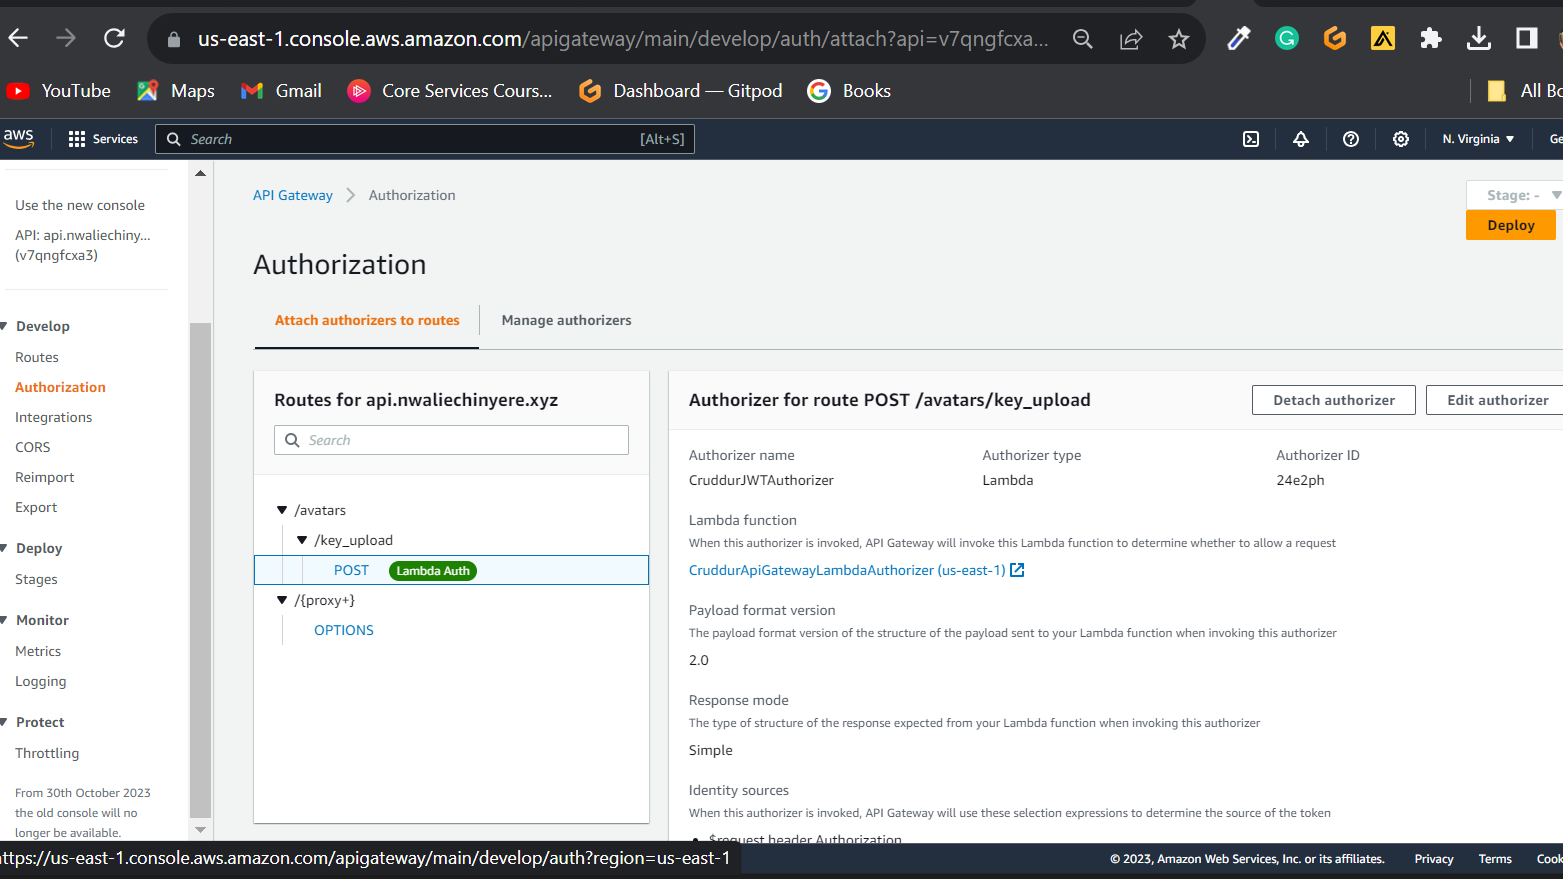 us-east-1.console.aws.amazon.com/apigateway/main/develop/auth/attach?api=v7qngfcxa...
YouTube Maps Gmail Core Services Cours... Dashboard — Gitpod Books All Bo
aws Services Search [Alt+S] N. Virginia Ge
Use the new console
API: api.nwaliechiny...
(v7qngfcxa3)
Develop
Routes
Authorization
Integrations
CORS
Reimport
Export
Deploy
Stages
Monitor
Metrics
Logging
Protect
Throttling
From 30th October 2023
the old console will no
longer be available.
API Gateway Authorization
Stage: -
Deploy
Authorization
Attach authorizers to routes Manage authorizers
Routes for api.nwaliechinyere.xyz
Search
/avatars
/key_upload
POST Lambda Auth
/{proxy+}
OPTIONS
Authorizer for route POST /avatars/key_upload Detach authorizer Edit authorizer
Authorizer name Authorizer type Authorizer ID
CruddurJWTAuthorizer Lambda 24e2ph
Lambda function
When this authorizer is invoked, API Gateway will invoke this Lambda function to determine whether to allow a request
CruddurApiGatewayLambdaAuthorizer (us-east-1)
Payload format version
The payload format version of the structure of the payload sent to your Lambda function when invoking this authorizer
2.0
Response mode
The type of structure of the response expected from your Lambda function when invoking this authorizer
Simple
Identity sources
When this authorizer is invoked, API Gateway will use these selection expressions to determine the source of the token
$request.header.Authorization
ttps://us-east-1.console.aws.amazon.com/apigateway/main/develop/auth?region=us-east-1
© 2023, Amazon Web Services, Inc. or its affiliates. Privacy Terms Cook